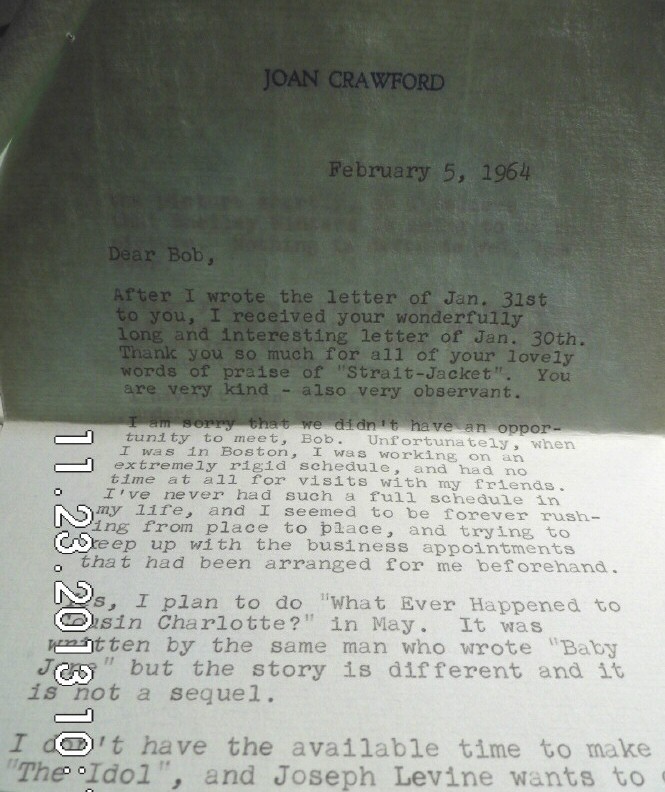 JOAN CRAWFORD
February 5, 1964
Dear Bob,
After I wrote the letter of Jan. 31st
to you, I received your wonderfully
long and interesting letter of Jan. 30th.
Thank you so much for all of your lovely
words of praise of "Strait-Jacket". You
are very kind - also very observant.
I am sorry that we didn't have an oppor-
tunity to meet, Bob. Unfortunately, when
I was in Boston, I was working on an
extremely rigid schedule, and had no
time at all for visits with my friends.
I've never had such a full schedule in
my life, and I seemed to be forever rush-
ing from place to place, and trying to
keep up with the business appointments
that had been arranged for me beforehand.
Yes, I plan to do "What Ever Happened to
Cousin Charlotte?" in May. It was
written by the same man who wrote "Baby
Jane" but the story is different and it
is not a sequel.
I don't have the available time to make
"The Idol", and Joseph Levine wants to
11.23.2013 10: